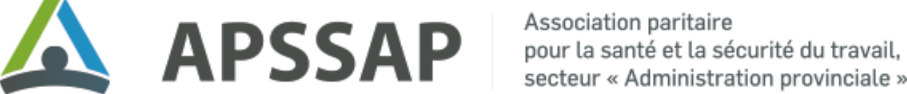 APSSAP
Association paritaire
pour la santé et la sécurité du travail,
secteur « Administration provinciale »